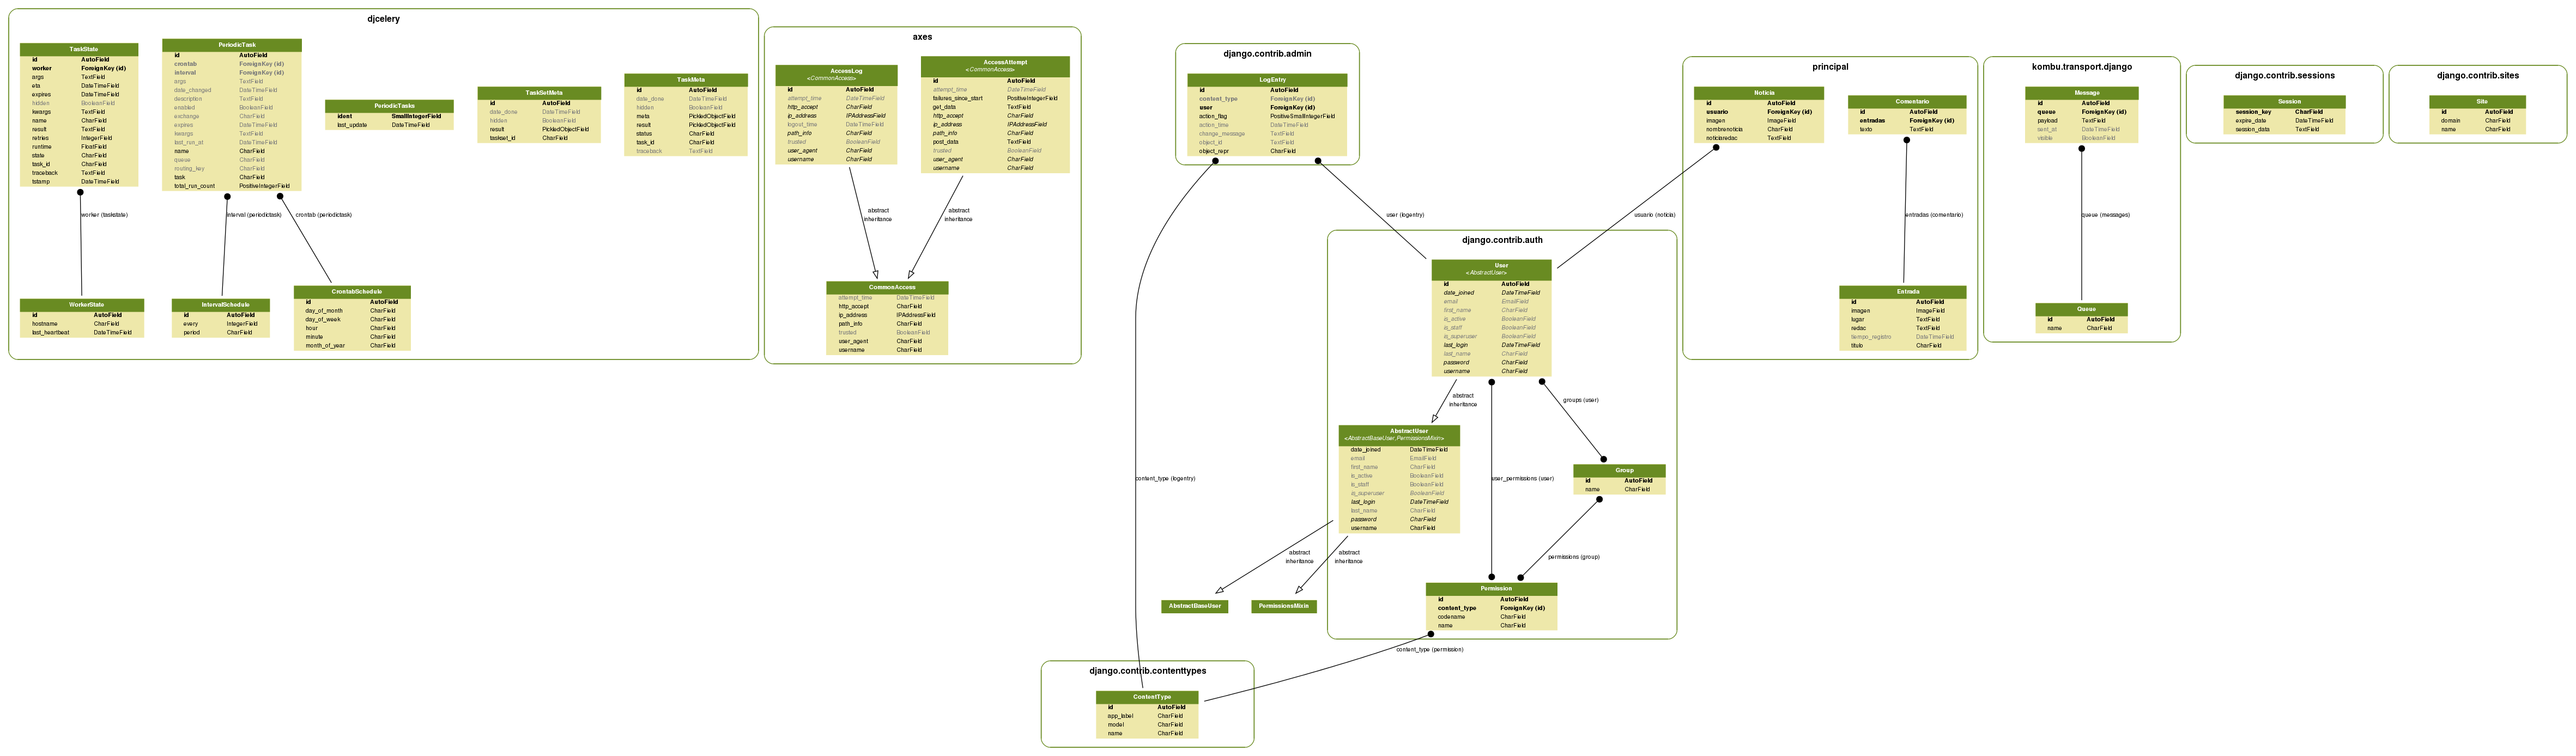 djcelery
TaskState
id AutoField
worker ForeignKey (id)
args TextField
eta DateTimeField
expires DateTimeField
hidden BooleanField
kwargs TextField
name CharField
result TextField
retries IntegerField
runtime FloatField
state CharField
task_id CharField
traceback TextField
tstamp DateTimeField
PeriodicTask
id AutoField
crontab ForeignKey (id)
interval ForeignKey (id)
args TextField
date_changed DateTimeField
description TextField
enabled BooleanField
exchange CharField
expires DateTimeField
kwargs TextField
last_run_at DateTimeField
name CharField
queue CharField
routing_key CharField
task CharField
total_run_count PositiveIntegerField
PeriodicTasks
ident SmallIntegerField
last_update DateTimeField
TaskSetMeta
id AutoField
date_done DateTimeField
hidden BooleanField
result PickledObjectField
taskset_id CharField
TaskMeta
id AutoField
date_done DateTimeField
hidden BooleanField
meta PickledObjectField
result PickledObjectField
status CharField
task_id CharField
traceback TextField
worker (taskstate)
interval (periodictask)
crontab (periodictask)
WorkerState
id AutoField
hostname CharField
last_heartbeat DateTimeField
IntervalSchedule
id AutoField
every IntegerField
period CharField
CrontabSchedule
id AutoField
day_of_month CharField
day_of_week CharField
hour CharField
minute CharField
month_of_year CharField
axes
AccessLog
<CommonAccess>
id AutoField
attempt_time DateTimeField
http_accept CharField
ip_address IPAddressField
logout_time DateTimeField
path_info CharField
trusted BooleanField
user_agent CharField
username CharField
AccessAttempt
<CommonAccess>
id AutoField
attempt_time DateTimeField
failures_since_start PositiveIntegerField
get_data TextField
http_accept CharField
ip_address IPAddressField
path_info CharField
post_data TextField
trusted BooleanField
user_agent CharField
username CharField
abstract
inheritance
abstract
inheritance
CommonAccess
attempt_time DateTimeField
http_accept CharField
ip_address IPAddressField
path_info CharField
trusted BooleanField
user_agent CharField
username CharField
django.contrib.admin
LogEntry
id AutoField
content_type ForeignKey (id)
user ForeignKey (id)
action_flag PositiveSmallIntegerField
action_time DateTimeField
change_message TextField
object_id TextField
object_repr CharField
user (logentry)
content_type (logentry)
usuario (noticia)
django.contrib.auth
User
<AbstractUser>
id AutoField
date_joined DateTimeField
email EmailField
first_name CharField
is_active BooleanField
is_staff BooleanField
is_superuser BooleanField
last_login DateTimeField
last_name CharField
password CharField
username CharField
abstract
inheritance
groups (user)
user_permissions (user)
AbstractUser
<AbstractBaseUser,PermissionsMixin>
date_joined DateTimeField
email EmailField
first_name CharField
is_active BooleanField
is_staff BooleanField
is_superuser BooleanField
last_login DateTimeField
last_name CharField
password CharField
username CharField
Group
id AutoField
name CharField
permissions (group)
abstract
inheritance
abstract
inheritance
AbstractBaseUser
PermissionsMixin
Permission
id AutoField
content_type ForeignKey (id)
codename CharField
name CharField
content_type (permission)
django.contrib.contenttypes
ContentType
id AutoField
app_label CharField
model CharField
name CharField
principal
Noticia
id AutoField
usuario ForeignKey (id)
imagen ImageField
nombrenoticia CharField
noticiaredac TextField
Comentario
id AutoField
entradas ForeignKey (id)
texto TextField
entradas (comentario)
Entrada
id AutoField
imagen ImageField
lugar TextField
redac TextField
tiempo_registro DateTimeField
titulo CharField
kombu.transport.django
Message
id AutoField
queue ForeignKey (id)
payload TextField
sent_at DateTimeField
visible BooleanField
queue (messages)
Queue
id AutoField
name CharField
django.contrib.sessions
Session
session_key CharField
expire_date DateTimeField
session_data TextField
django.contrib.sites
Site
id AutoField
domain CharField
name CharField